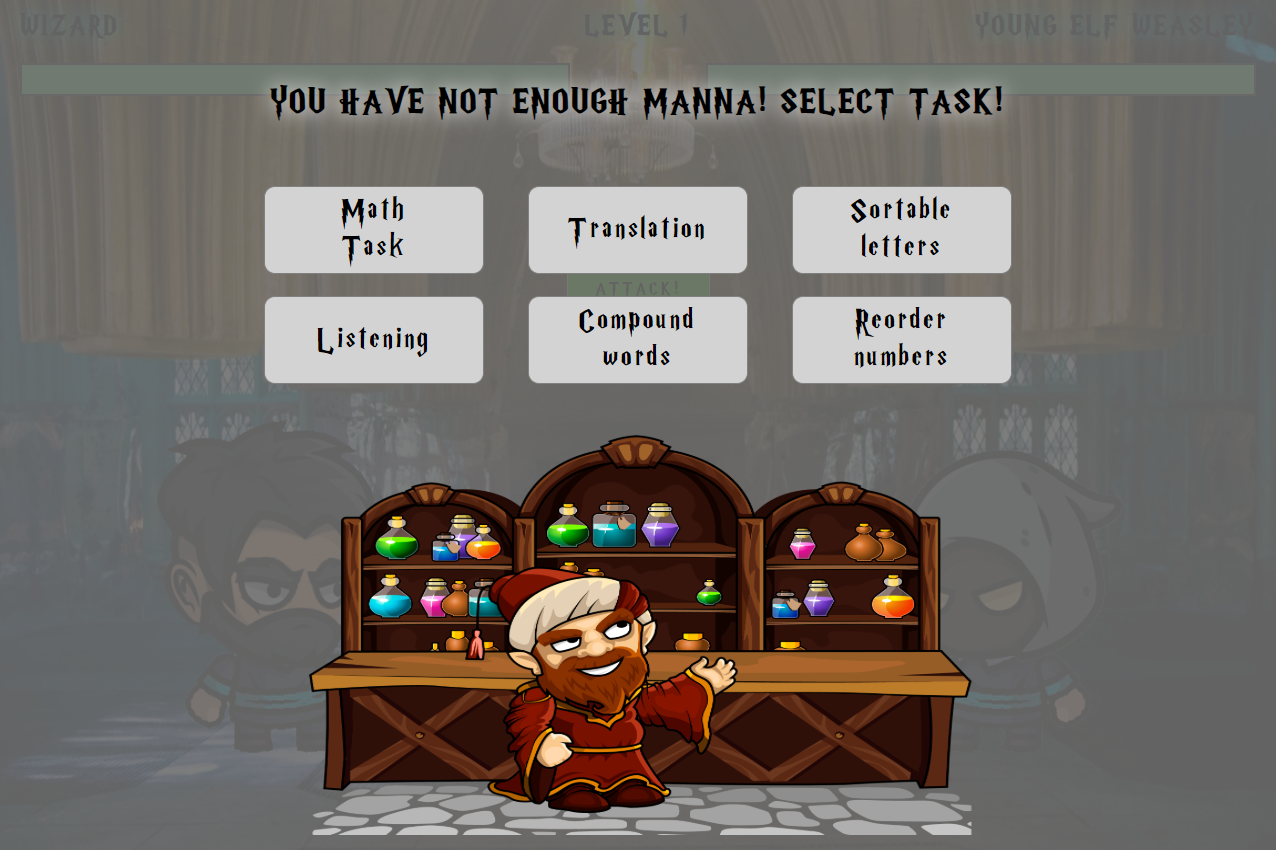 WIZARD
LEVEL 1
YOUNG ELF WEASLEY
YOU HAVE NOT ENOUGH MANNA! SELECT TASK!
Math
Task
Translation
Sortable
letters
ATTACK!
Listening
Compound
words
Reorder
numbers